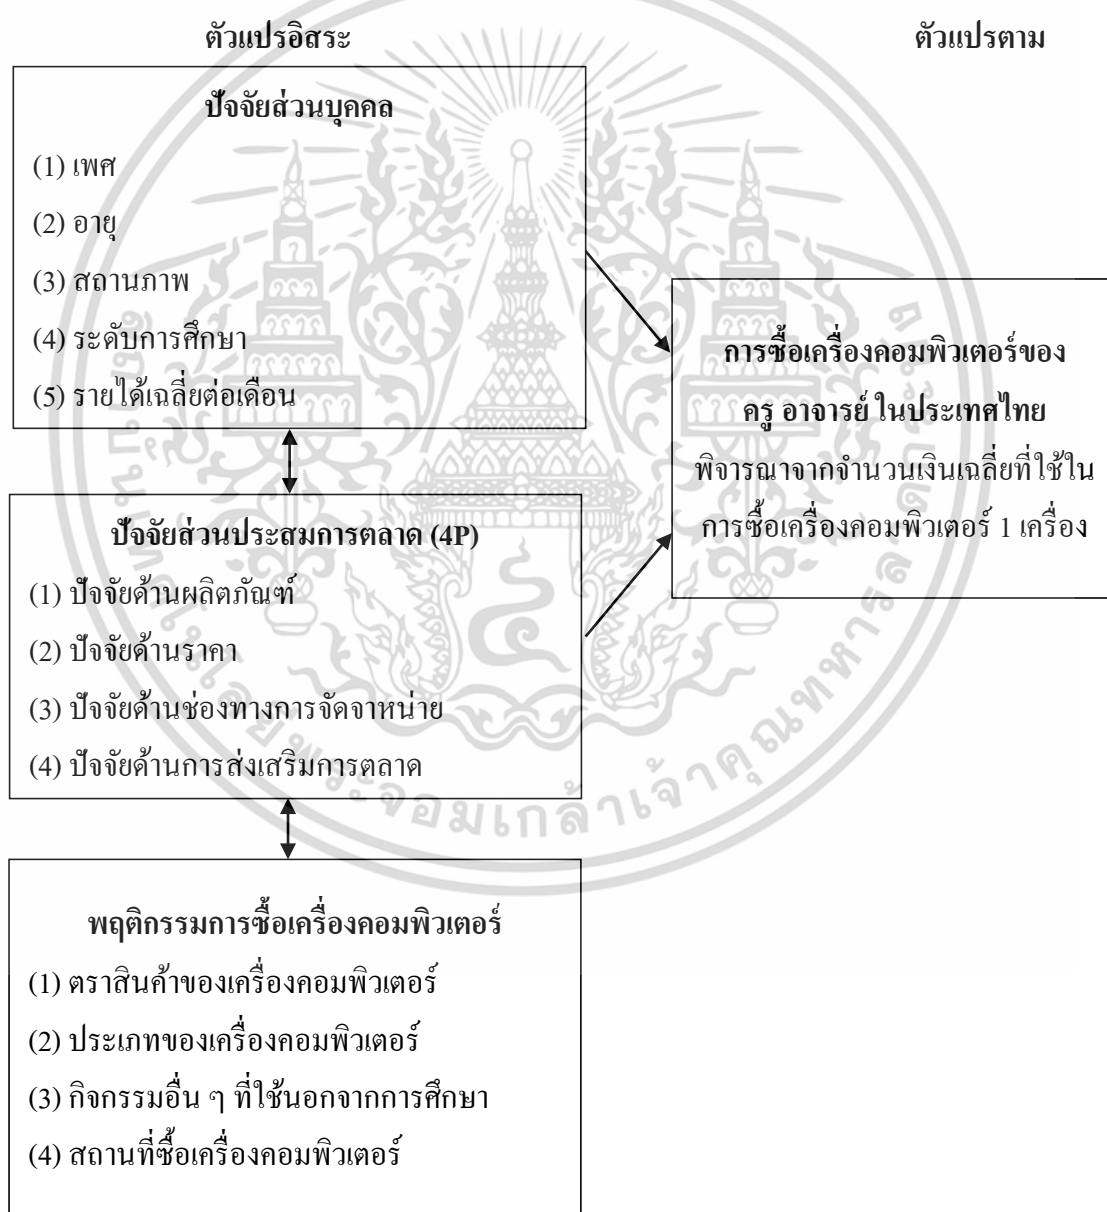 ตัวแปรอิสระ
ตัวแปรตาม
ปัจจัยส่วนบุคคล
(1) เพศ
(2) อายุ
(3) สถานภาพ
(4) ระดับการศึกษา
(5) รายได้เฉลี่ยต่อเดือน
การซื้อเครื่องคอมพิวเตอร์ของ
ครู อาจารย์ ในประเทศไทย
พิจารณาจากจำนวนเงินเฉลี่ยที่ใช้ใน
การซื้อเครื่องคอมพิวเตอร์ 1 เครื่อง
ปัจจัยส่วนประสมการตลาด (4P)
(1) ปัจจัยด้านผลิตภัณฑ์
(2) ปัจจัยด้านราคา
(3) ปัจจัยด้านช่องทางการจัดจาหน่าย
(4) ปัจจัยด้านการส่งเสริมการตลาด
พฤติกรรมการซื้อเครื่องคอมพิวเตอร์
(1) ตราสินค้าของเครื่องคอมพิวเตอร์
(2) ประเภทของเครื่องคอมพิวเตอร์
(3) กิจกรรมอื่น ๆ ที่ใช้นอกจากการศึกษา
(4) สถานที่ซื้อเครื่องคอมพิวเตอร์
พระจอมเกล้าเจ้าคุณทหาร